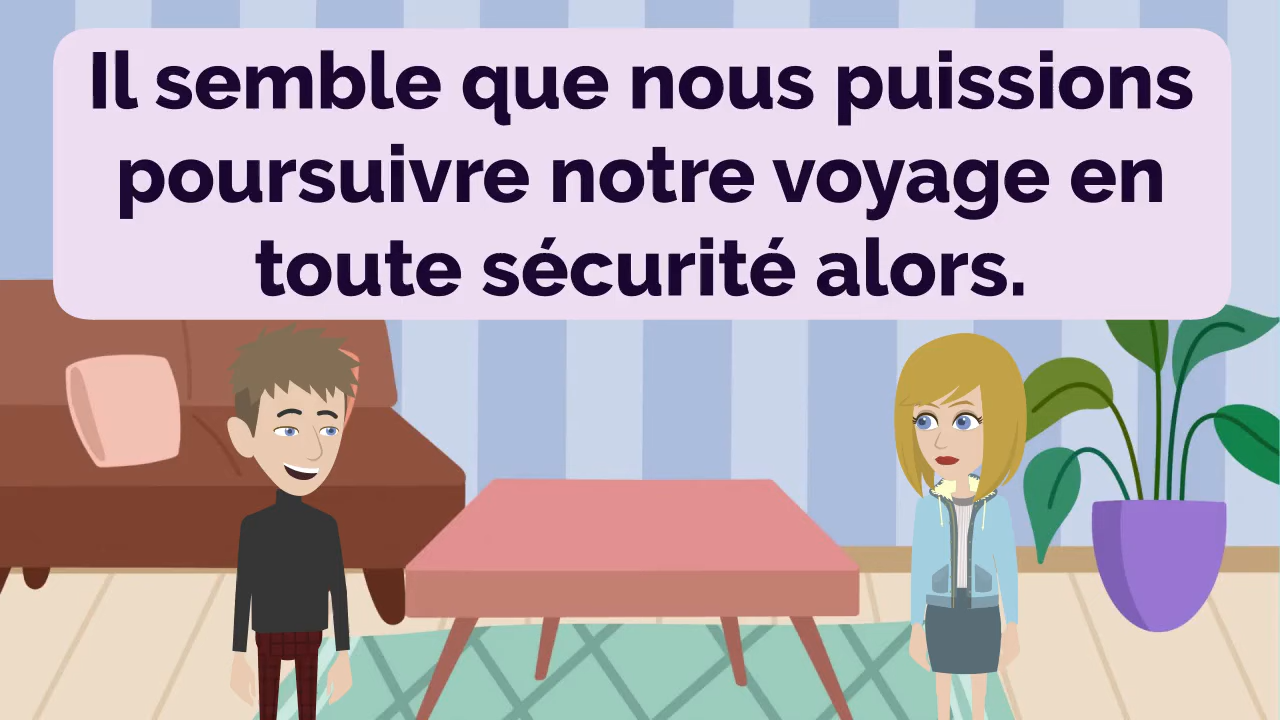 Il semble que nous puissions
poursuivre notre voyage en
toute sécurité alors.